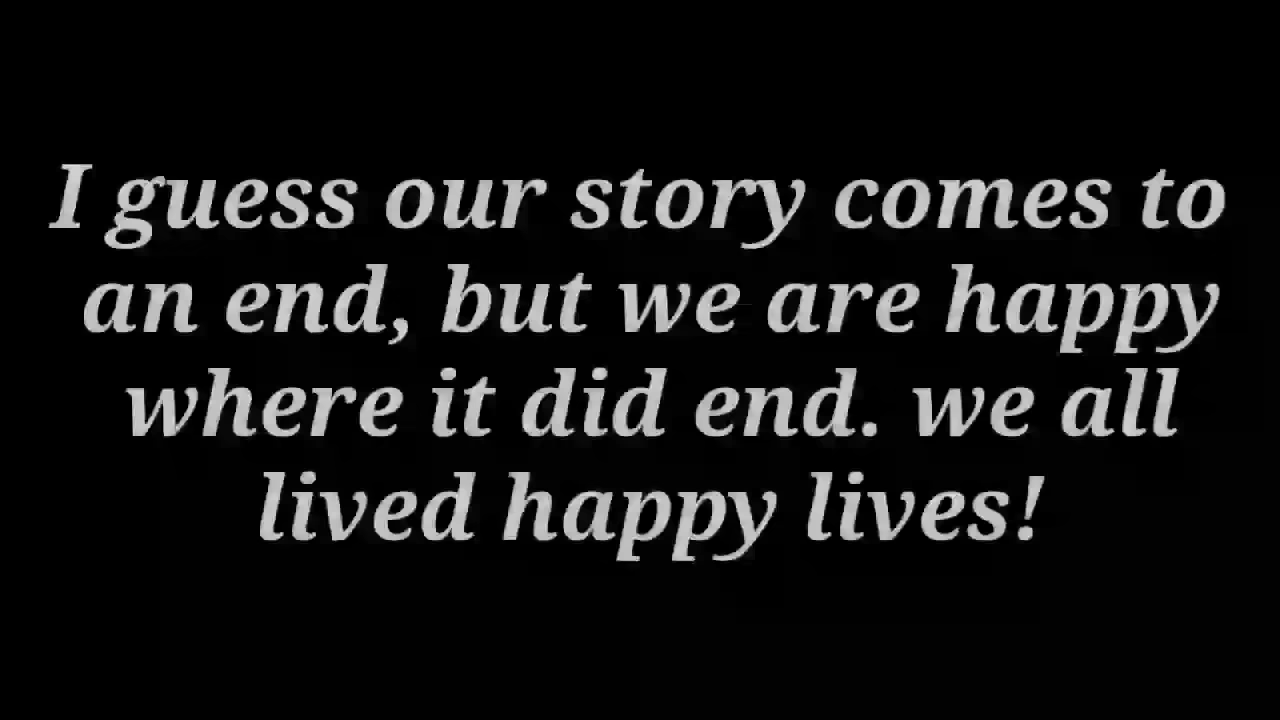 I guess our story comes to
an end, but we are happy
where it did end. we all
lived happy lives!